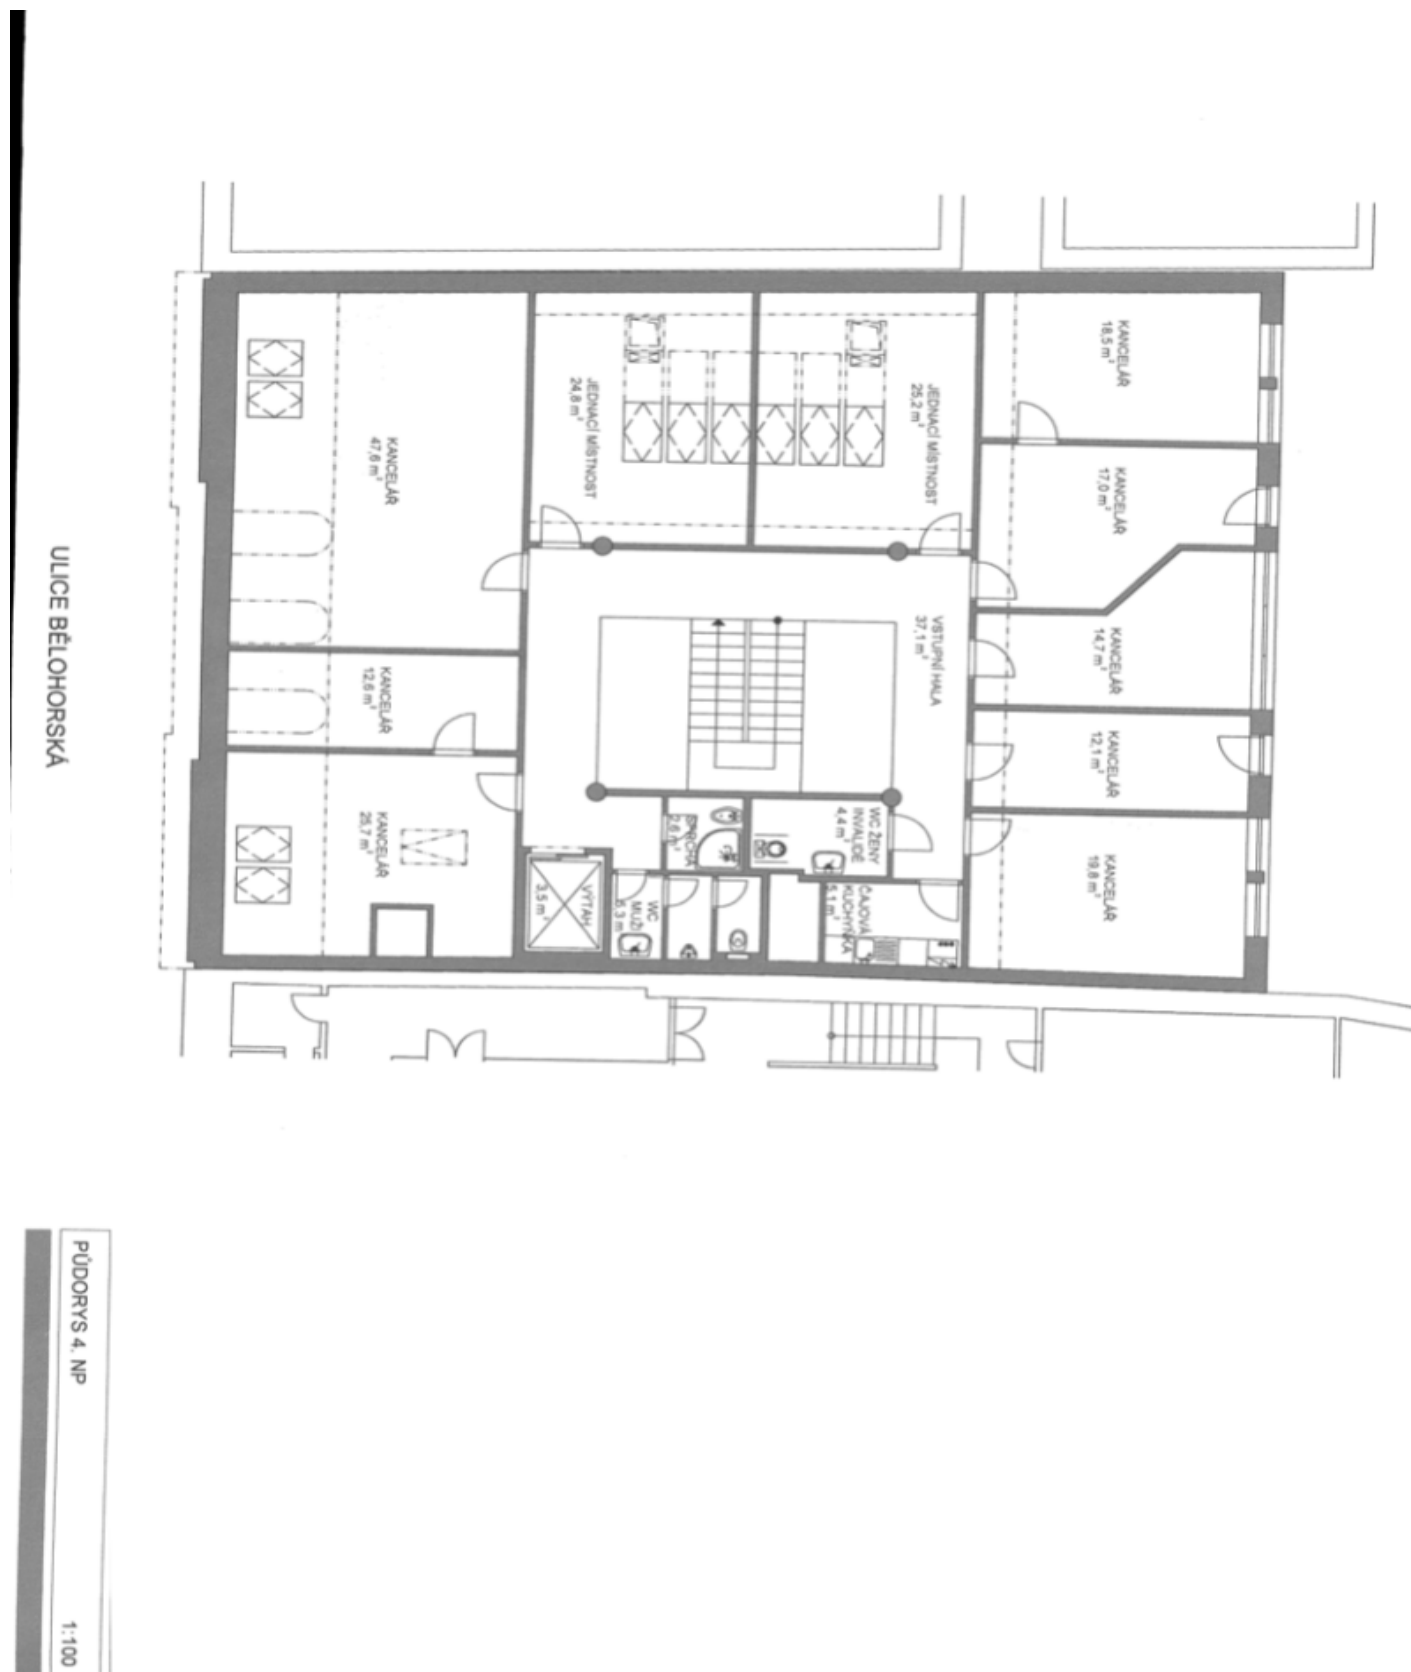 KANCELÁŘ
18,5 m²
KANCELÁŘ
17,0 m²
KANCELÁŘ
14,7 m²
KANCELÁŘ
12,1 m²
KANCELÁŘ
19,8 m²
JEDNACÍ MÍSTNOST
25,2 m²
VSTUPNÍ HALA
37,1 m²
WC ŽENY
INVALIDÉ
4,4 m²
ČAJOVÁ
KUCHYŇKA
5,1 m²
JEDNACÍ MÍSTNOST
24,8 m²
SPRCHA
2,6 m²
WC
MUŽI
6,3 m
VÝTAH
3,5 m²
KANCELÁŘ
47,6 m²
KANCELÁŘ
12,6 m²
KANCELÁŘ
25,7 m²
ULICE BĚLOHORSKÁ
PŮDORYS 4. NP
1:100